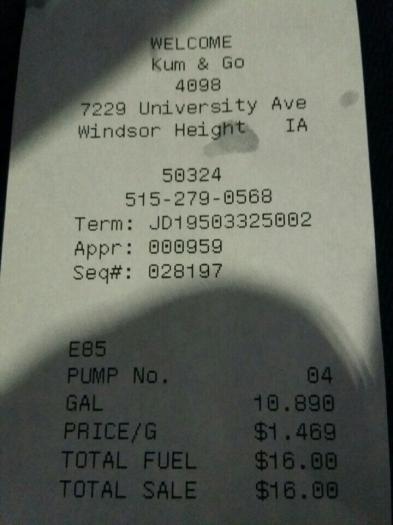 WELCOME
Kum & Go
4098
7229 University Ave
Windsor Height IA
50324
515-279-0568
Term: JD19503325002
Appr: 000959
Seq#: 028197
E85
PUMP No. 04
GAL 10.890
PRICE/G $1.469
TOTAL FUEL $16.00
TOTAL SALE $16.00